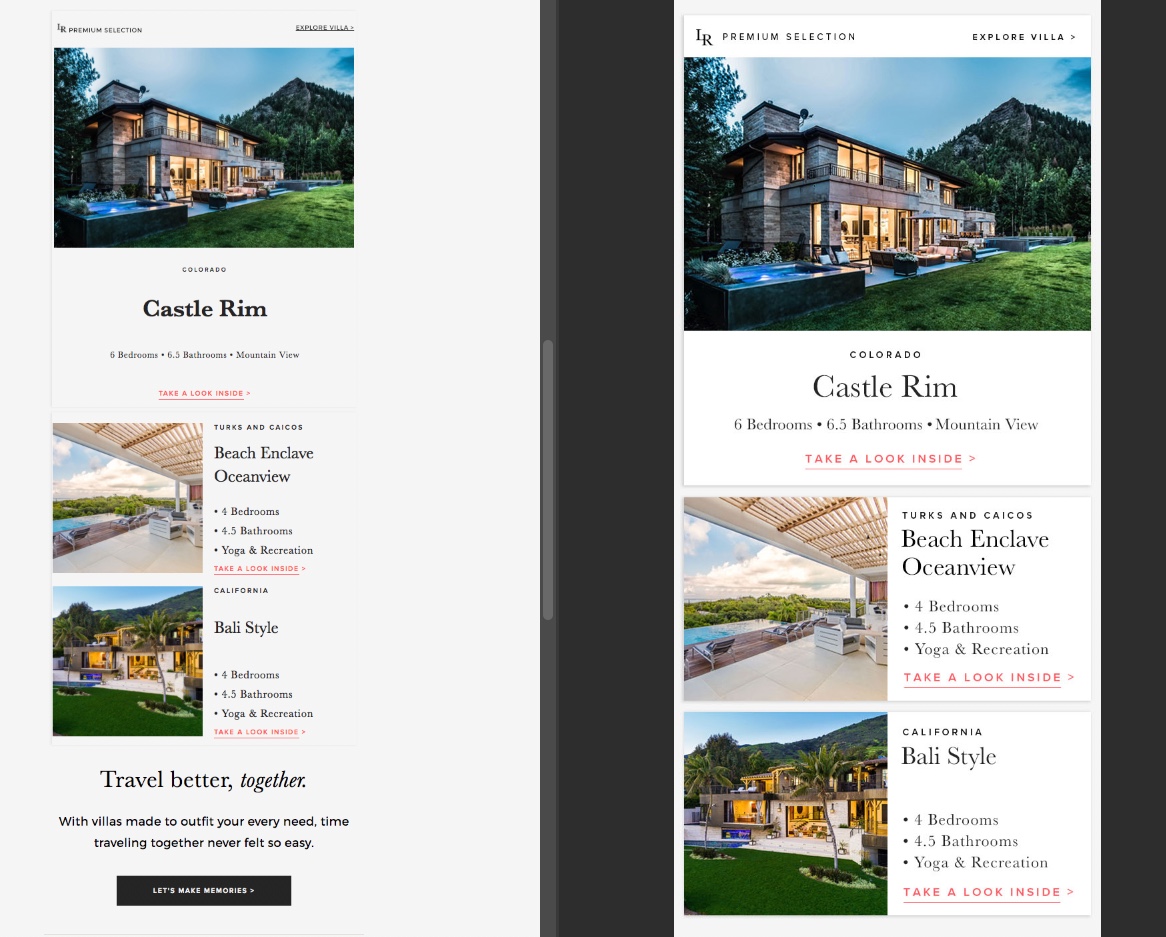 LR PREMIUM SELECTION
EXPLORE VILLA >
COLORADO
Castle Rim
6 Bedrooms • 6.5 Bathrooms • Mountain View
TAKE A LOOK INSIDE >
TURKS AND CAICOS
Beach Enclave
Oceanview
• 4 Bedrooms
• 4.5 Bathrooms
• Yoga & Recreation
TAKE A LOOK INSIDE >
CALIFORNIA
Bali Style
• 4 Bedrooms
• 4.5 Bathrooms
• Yoga & Recreation
TAKE A LOOK INSIDE >
Travel better, together.
With villas made to outfit your every need, time
traveling together never felt so easy.
LET'S MAKE MEMORIES >
LR PREMIUM SELECTION
EXPLORE VILLA >
COLORADO
Castle Rim
6 Bedrooms • 6.5 Bathrooms • Mountain View
TAKE A LOOK INSIDE >
TURKS AND CAICOS
Beach Enclave
Oceanview
• 4 Bedrooms
• 4.5 Bathrooms
• Yoga & Recreation
TAKE A LOOK INSIDE >
CALIFORNIA
Bali Style
• 4 Bedrooms
• 4.5 Bathrooms
• Yoga & Recreation
TAKE A LOOK INSIDE >